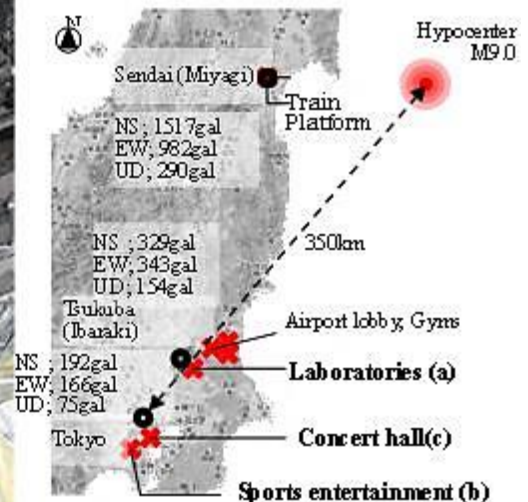 N
Hypocenter
M9.0
Sendai (Miyagi)
Train
Platform
NS ; 1517gal
EW; 982gal
UD; 290gal
350km
NS ; 329gal
EW; 343gal
UD; 154gal
Tsukuba
(Ibaraki)
Airport lobby, Gyms
Laboratories (a)
NS ; 192gal
EW; 166gal
UD; 75gal
Tokyo
Concert hall(c)
Sports entertainment (b)